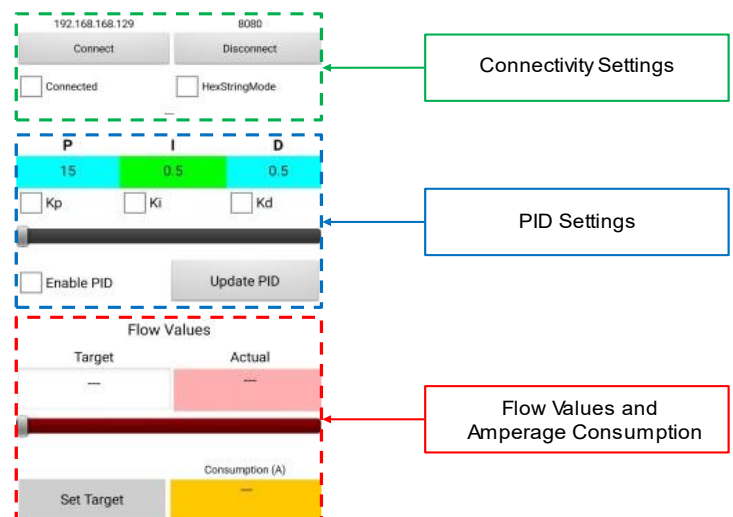 192.168.168.129 8080
Connect Disconnect
Connected HexStringMode
---
P I D
15 0.5 0.5
Kp Ki Kd
Enable PID Update PID
Flow Values
Target Actual
--- ---
Consumption (A)
---
Set Target
Connectivity Settings
PID Settings
Flow Values and
Amperage Consumption